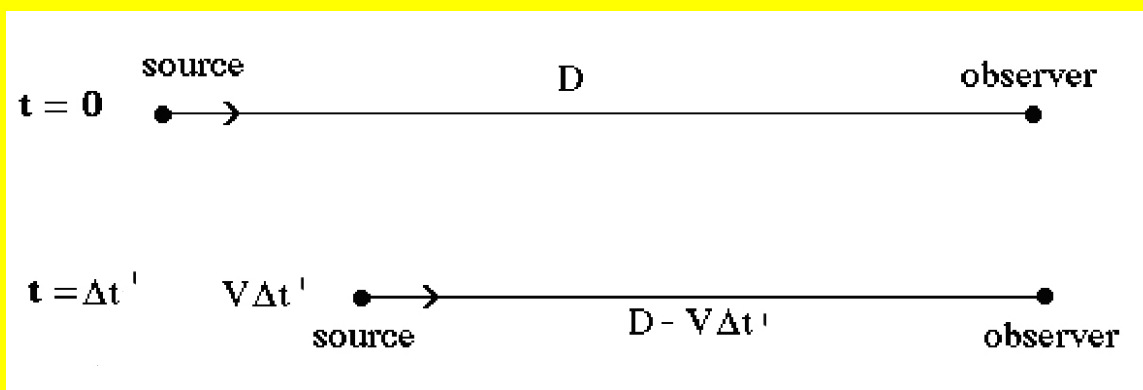 source D observer
t = 0
t = Δt ' VΔt '
source D - VΔt ' observer